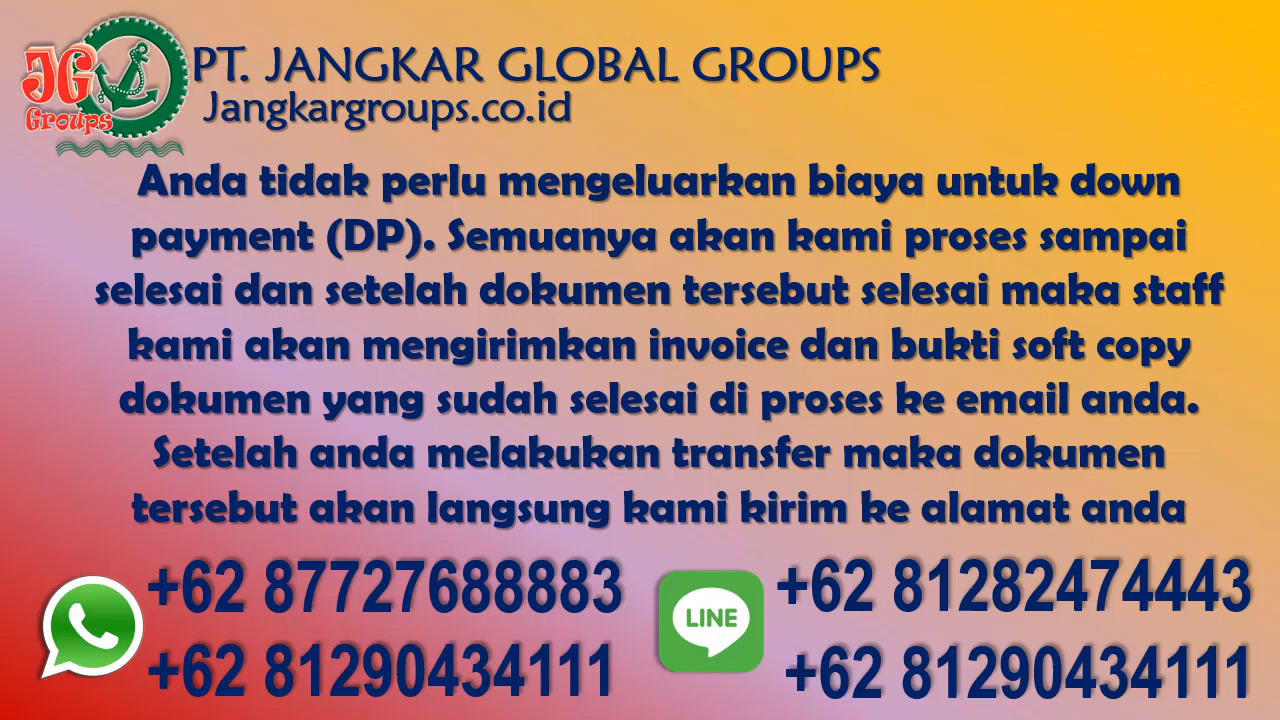 JG
Groups
PT. JANGKAR GLOBAL GROUPS
Jangkargroups.co.id
Anda tidak perlu mengeluarkan biaya untuk down
payment (DP). Semuanya akan kami proses sampai
selesai dan setelah dokumen tersebut selesai maka staff
kami akan mengirimkan invoice dan bukti soft copy
dokumen yang sudah selesai di proses ke email anda.
Setelah anda melakukan transfer maka dokumen
tersebut akan langsung kami kirim ke alamat anda
+62 87727688883
+62 81290434111
LINE
+62 81282474443
+62 81290434111